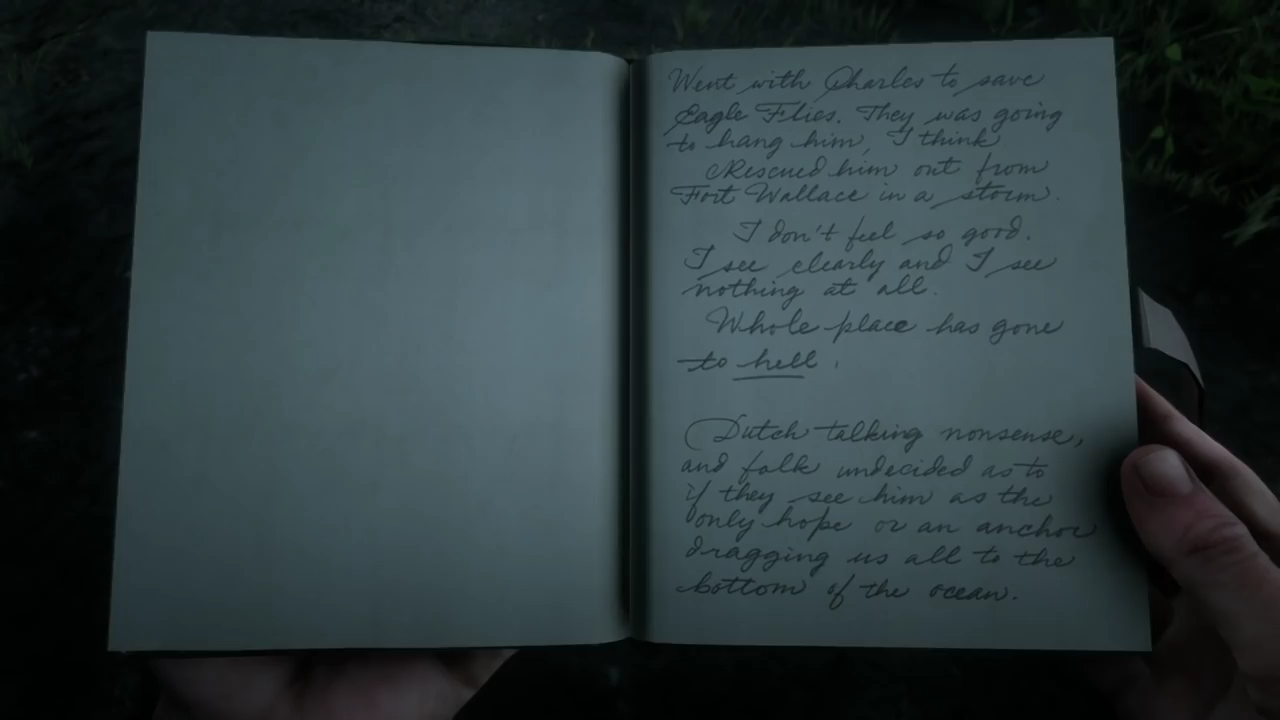 Went with Charles to save
Eagle Flies. They was going
to hang him, I think
Rescued him out from
Fort Wallace in a storm.
I don't feel so good.
I see clearly and I see
nothing at all.
Whole place has gone
to hell.
Dutch talking nonsense,
and folk undecided as to
if they see him as the
only hope or an anchor
dragging us all to the
bottom of the ocean.